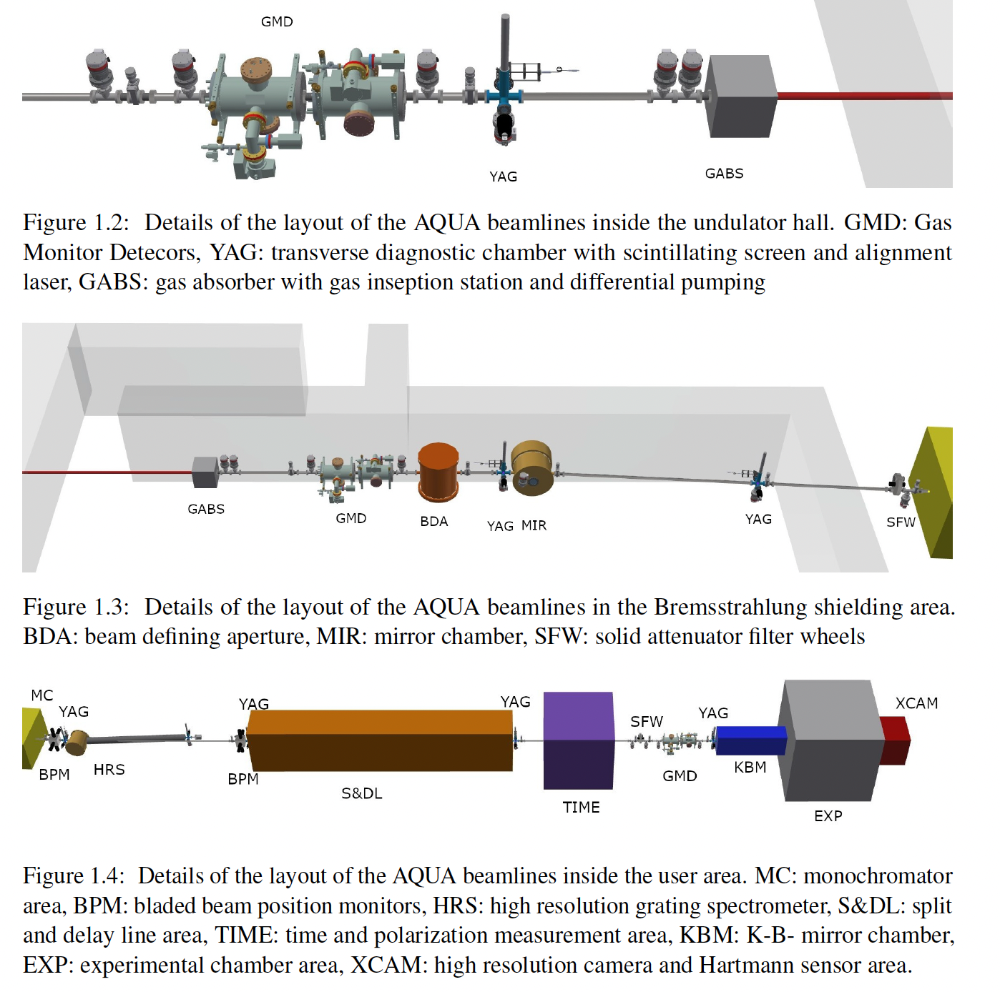 GMD
YAG
GABS
Figure 1.2: Details of the layout of the AQUA beamlines inside the undulator hall. GMD: Gas
Monitor Detecors, YAG: transverse diagnostic chamber with scintillating screen and alignment
laser, GABS: gas absorber with gas inseption station and differential pumping
GABS
GMD
BDA
YAG MIR
YAG
SFW
Figure 1.3: Details of the layout of the AQUA beamlines in the Bremsstrahlung shielding area.
BDA: beam defining aperture, MIR: mirror chamber, SFW: solid attenuator filter wheels
MC
YAG
BPM
HRS
YAG
BPM
S&DL
YAG
TIME
SFW
GMD
YAG
KBM
EXP
XCAM
Figure 1.4: Details of the layout of the AQUA beamlines inside the user area. MC: monochromator
area, BPM: bladed beam position monitors, HRS: high resolution grating spectrometer, S&DL: split
and delay line area, TIME: time and polarization measurement area, KBM: K-B- mirror chamber,
EXP: experimental chamber area, XCAM: high resolution camera and Hartmann sensor area.